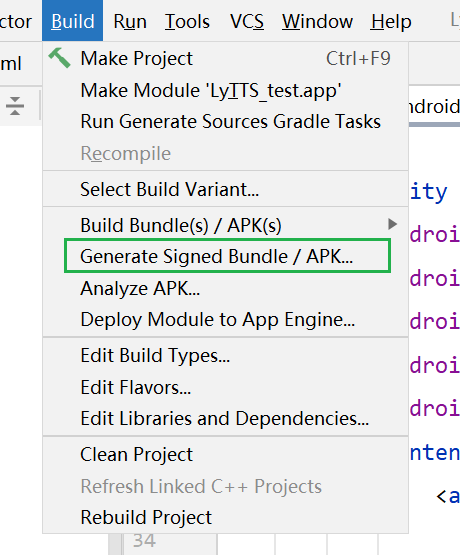 ctor Build Run Tools VCS Window Help Ly
ml
Make Project Ctrl+F9
Make Module 'LyTTS_test.app'
ndroid
Run Generate Sources Gradle Tasks
Recompile
Select Build Variant...
ity
Build Bundle(s) / APK(s)
droi
Generate Signed Bundle / APK...
droi
Analyze APK...
Deploy Module to App Engine...
droi
Edit Build Types...
droi
Edit Flavors...
droi
Edit Libraries and Dependencies...
Clean Project
nten
Refresh Linked C++ Projects
<a
Rebuild Project
34